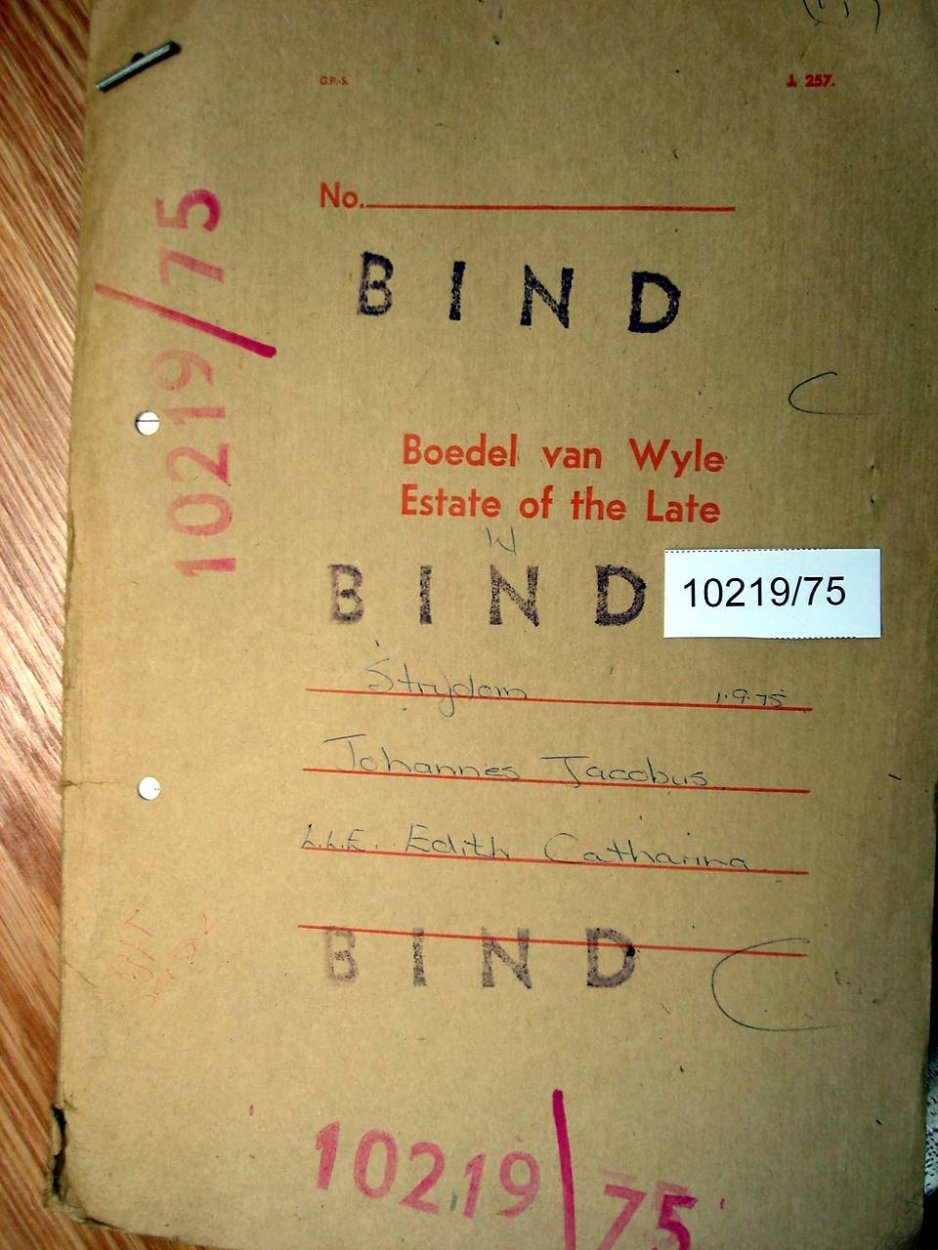 G.P.-S. J. 257.
10219/75
No.
BIND
Boedel van Wyle
Estate of the Late
BIND
10219/75
Strydom 1.9.75
Johannes Jacobus
L.L.E. Edith Catharina
BIND
10219/75